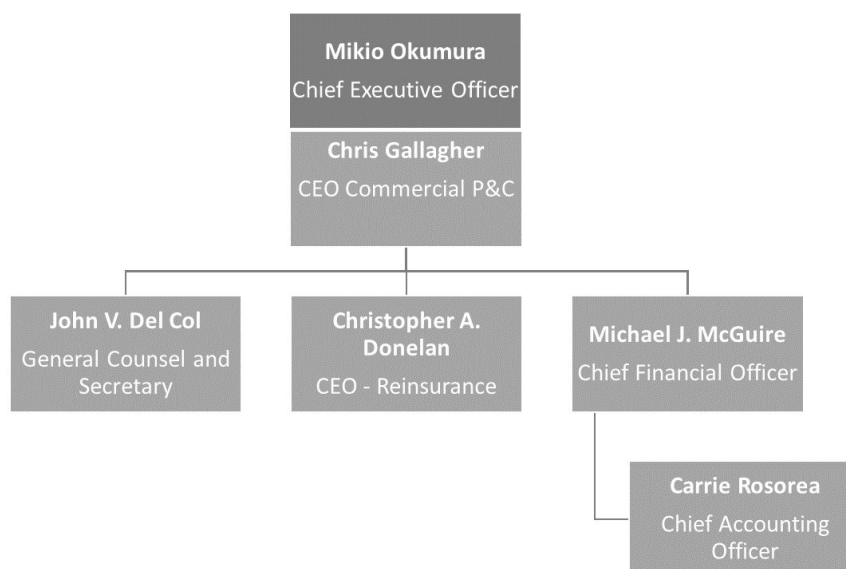 Mikio Okumura
Chief Executive Officer
Chris Gallagher
CEO Commercial P&C
John V. Del Col
General Counsel and
Secretary
Christopher A.
Donelan
CEO - Reinsurance
Michael J. McGuire
Chief Financial Officer
Carrie Rosorea
Chief Accounting
Officer